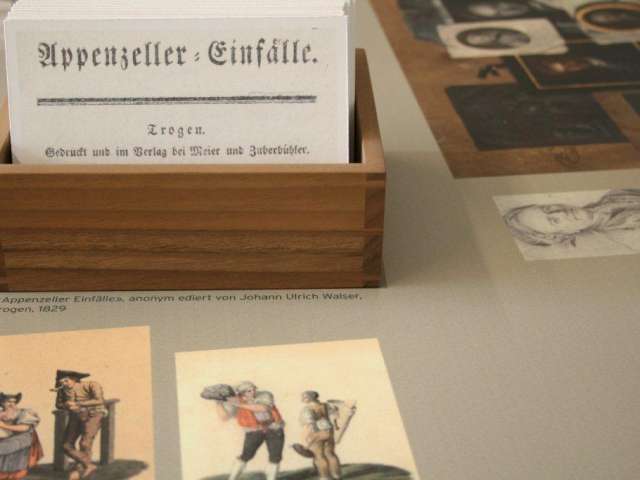 Appenzeller-Einfälle.
Trogen.
Gedruckt und im Verlag bei Meier und Zuberbühler.
Appenzeller Einfälle», anonym ediert von Johann Ulrich Walser,
rogen, 1829